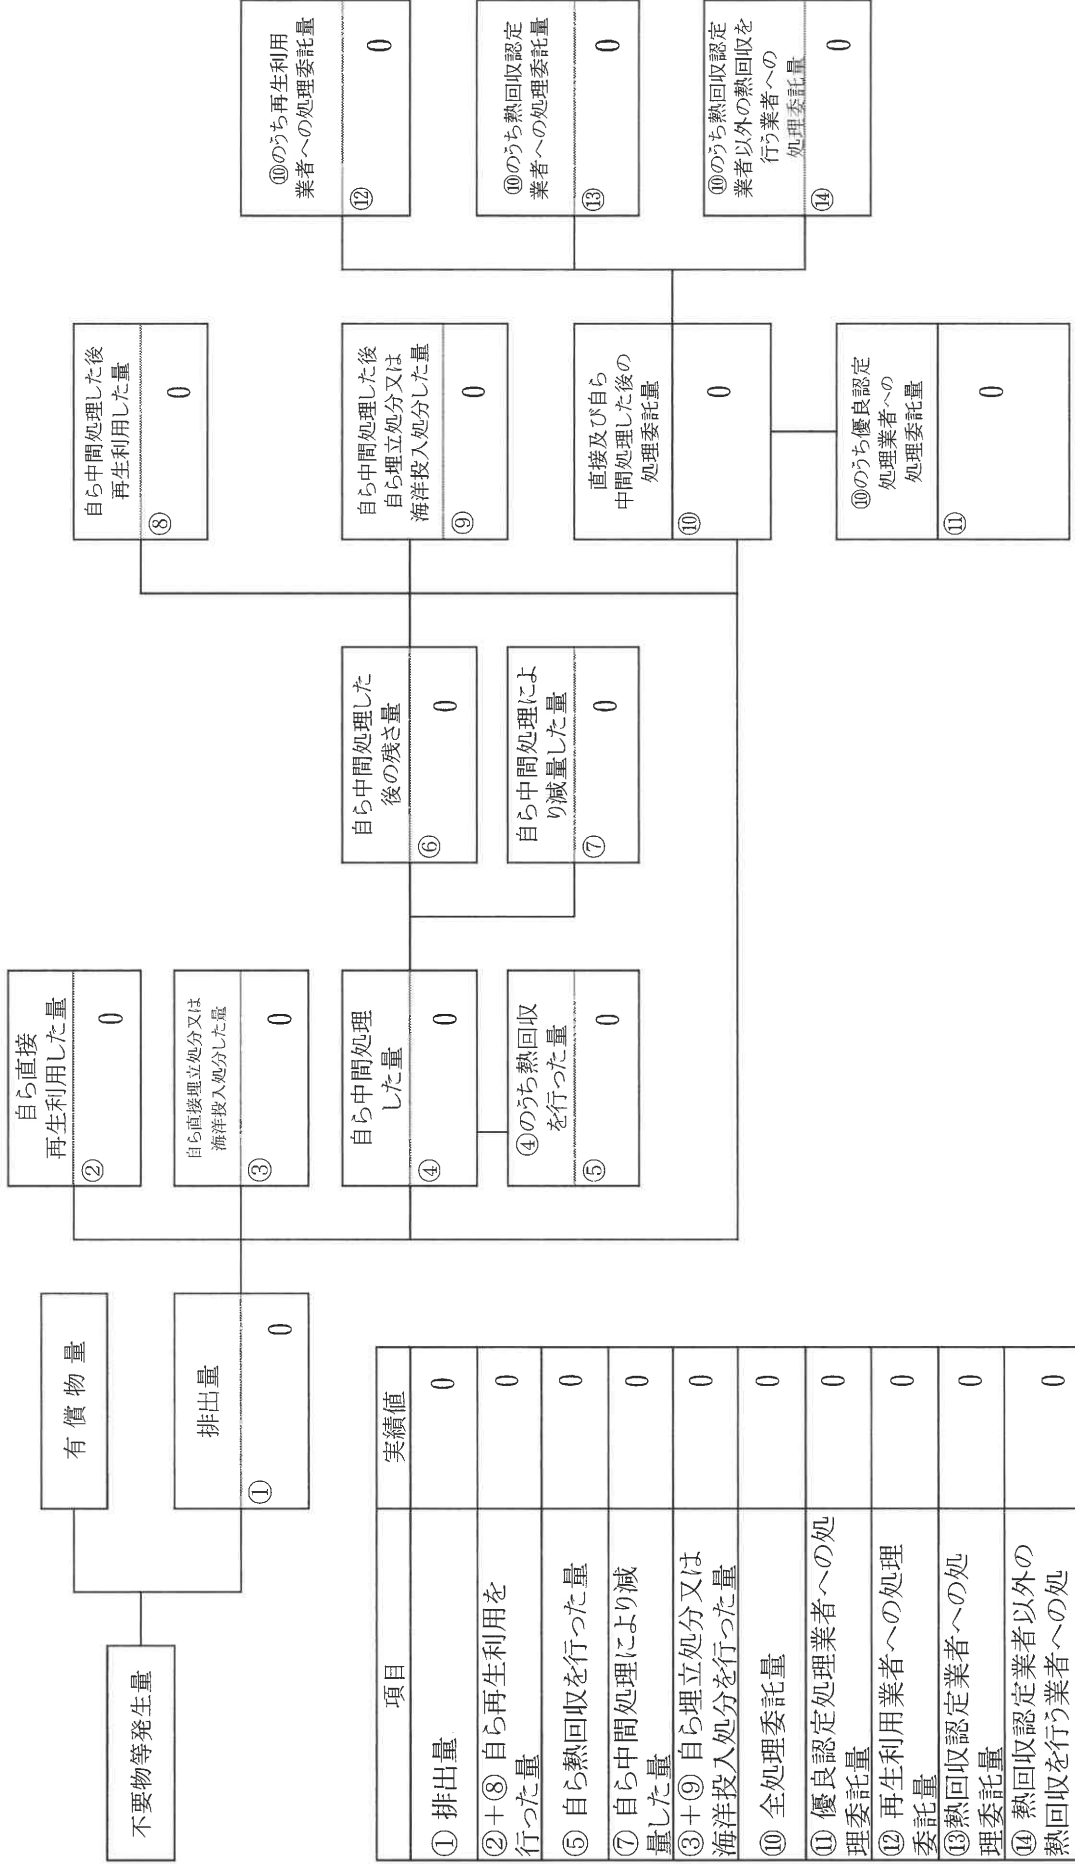 不要物等発生量
有償物量
排出量
①
0
自ら直接
再生利用した量
②
0
自ら直接埋立処分又は
海洋投入処分した量
③
0
自ら中間処理
した量
④
0
④のうち熱回収
を行った量
⑤
0
自ら中間処理した
後の残さ量
⑥
0
自ら中間処理によ
り減量した量
⑦
0
自ら中間処理した後
再生利用した量
⑧
0
自ら中間処理した後
自ら埋立処分又は
海洋投入処分した量
⑨
0
直接及び自ら
中間処理した後の
処理委託量
⑩
0
⑩のうち優良認定
処理業者への
処理委託量
⑪
0
⑩のうち再生利用
業者への処理委託量
⑫
0
⑩のうち熱回収認定
業者への処理委託量
⑬
0
⑩のうち熱回収認定
業者以外の熱回収を
行う業者への
処理委託量
⑭
0
項目 実績値
① 排出量 0
②+⑧ 自ら再生利用を
行った量 0
⑤ 自ら熱回収を行った量 0
⑦ 自ら中間処理により減
量した量 0
③+⑨ 自ら埋立処分又は
海洋投入処分を行った量 0
⑩ 全処理委託量 0
⑪ 優良認定処理業者への処
理委託量 0
⑫ 再生利用業者への処理
委託量 0
⑬熱回収認定業者への処
理委託量 0
⑭ 熱回収認定業者以外の
熱回収を行う業者への処 0